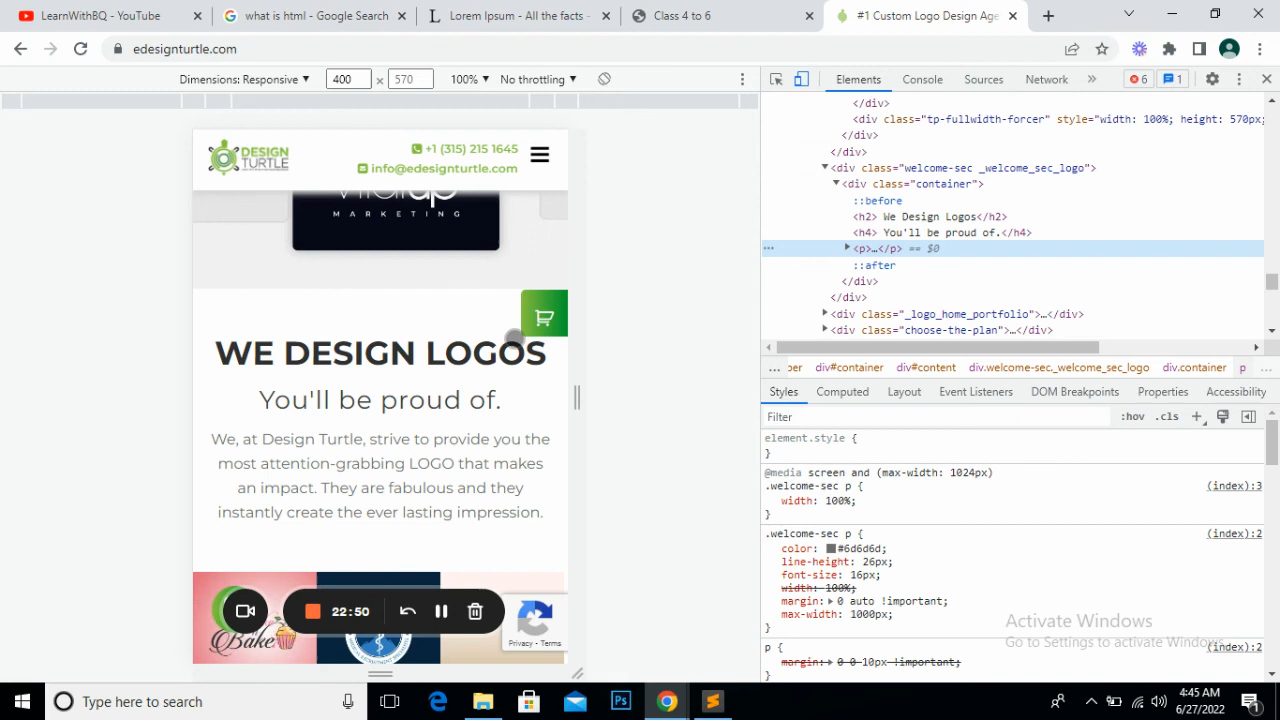 LearnWithBQ - YouTube
what is html - Google Search
Lorem Ipsum - All the facts -
Class 4 to 6
#1 Custom Logo Design Age
edesignturtle.com
Dimensions: Responsive
400 × 570
100%
No throttling
Elements
Console
Sources
Network
»
6
1
</div>
<div class="tp-fullwidth-forcer" style="width: 100%; height: 570px;
</div>
</div>
<div class="welcome-sec _welcome_sec_logo">
<div class="container">
::before
<h2> We Design Logos</h2>
<h4> You'll be proud of.</h4>
... <p>…</p> == $0
::after
</div>
</div>
<div class="_logo_home_portfolio">…</div>
<div class="choose-the-plan">…</div>
... ber div#container div#content div.welcome-sec._welcome_sec_logo div.container p ...
Styles
Computed
Layout
Event Listeners
DOM Breakpoints
Properties
Accessibility
Filter
:hov .cls +
element.style {
}
@media screen and (max-width: 1024px)
.welcome-sec p { (index):3
width: 100%;
}
.welcome-sec p { (index):2
color: #6d6d6d;
line-height: 26px;
font-size: 16px;
width: 100%;
margin: 0 auto !important;
max-width: 1000px;
}
p { (index):2
margin: 0 0 10px !important;
}
DESIGN
TURTLE
+1 (315) 215 1645
info@edesignturtle.com
MARKETING
WE DESIGN LOGOS
You'll be proud of.
We, at Design Turtle, strive to provide you the
most attention-grabbing LOGO that makes
an impact. They are fabulous and they
instantly create the ever lasting impression.
Bake
22:50
Privacy - Terms
Activate Windows
Go to Settings to activate Windows.
Type here to search
Ps
4:45 AM
6/27/2022
1